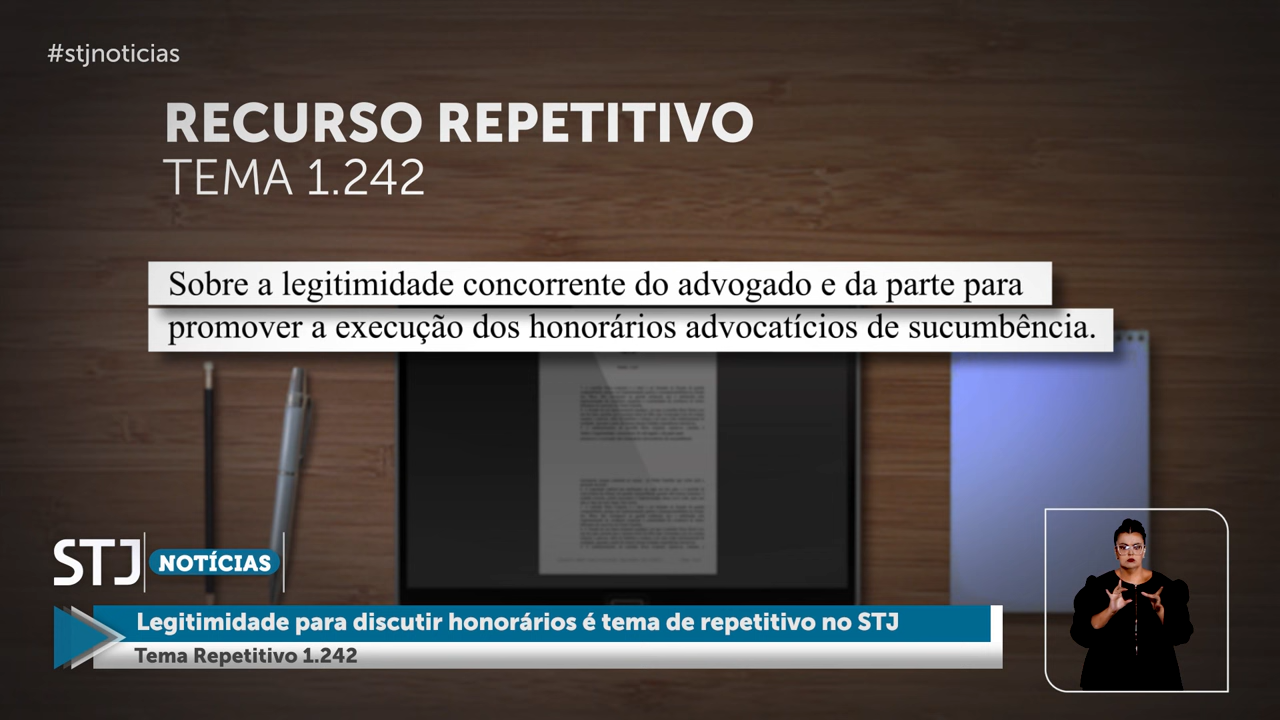 #stjnoticias
RECURSO REPETITIVO
TEMA 1.242
Sobre a legitimidade concorrente do advogado e da parte para
promover a execução dos honorários advocatícios de sucumbência.
STJ NOTÍCIAS
Legitimidade para discutir honorários é tema de repetitivo no STJ
Tema Repetitivo 1.242